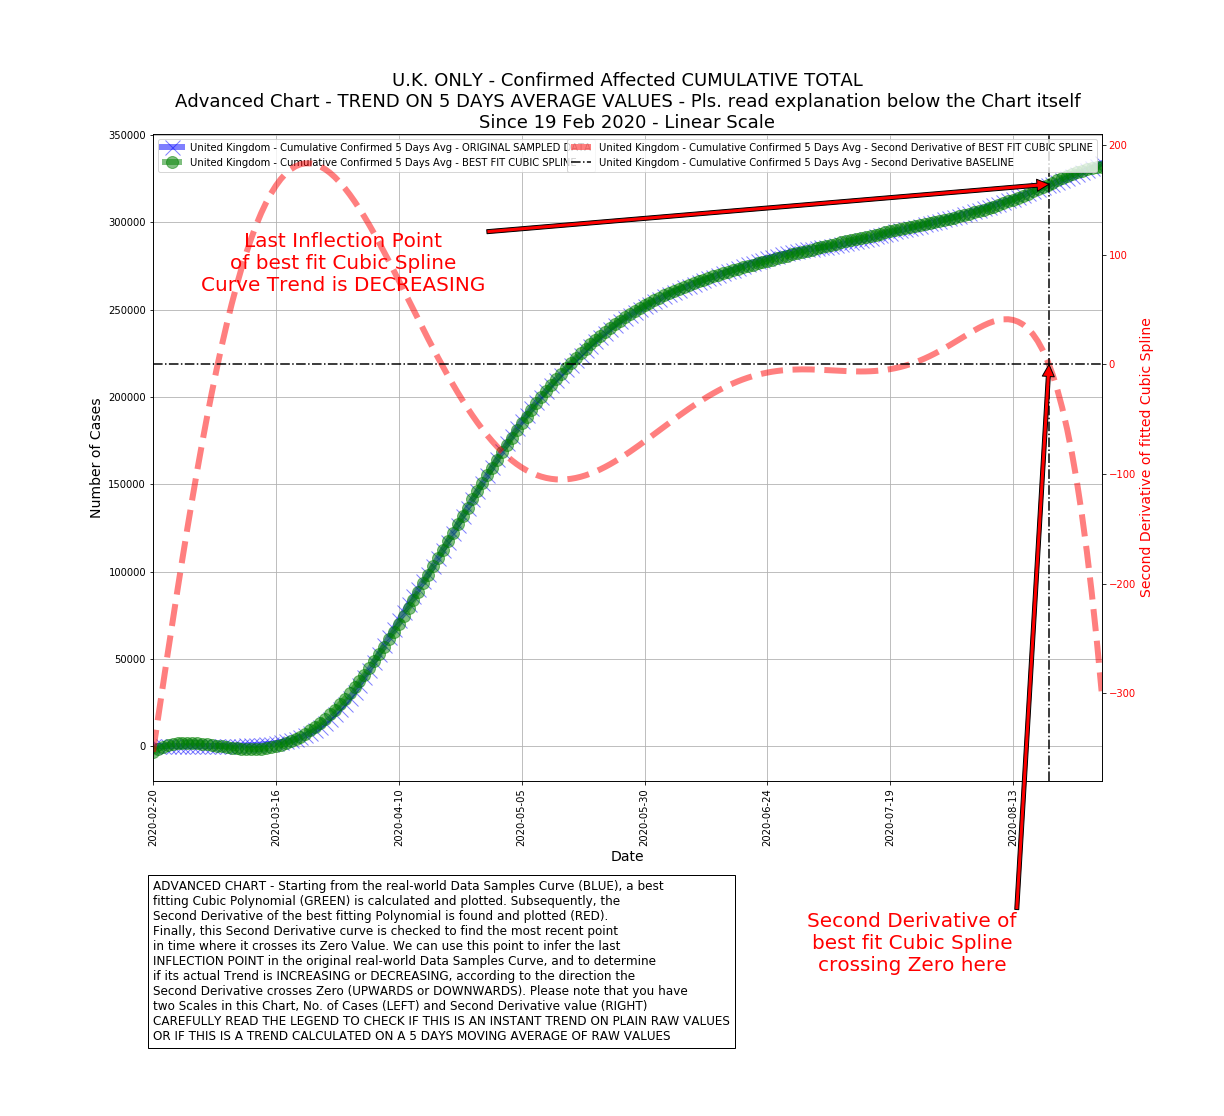 U.K. ONLY - Confirmed Affected CUMULATIVE TOTAL
Advanced Chart - TREND ON 5 DAYS AVERAGE VALUES - Pls. read explanation below the Chart itself
Since 19 Feb 2020 - Linear Scale
United Kingdom - Cumulative Confirmed 5 Days Avg - ORIGINAL SAMPLED DATA
United Kingdom - Cumulative Confirmed 5 Days Avg - BEST FIT CUBIC SPLINE
United Kingdom - Cumulative Confirmed 5 Days Avg - Second Derivative of BEST FIT CUBIC SPLINE
United Kingdom - Cumulative Confirmed 5 Days Avg - Second Derivative BASELINE
350000
300000
250000
200000
150000
100000
50000
0
Number of Cases
200
100
0
−100
−200
−300
Second Derivative of fitted Cubic Spline
Last Inflection Point
of best fit Cubic Spline
Curve Trend is DECREASING
2020-02-20
2020-03-16
2020-04-10
2020-05-05
2020-05-30
2020-06-24
2020-07-19
2020-08-13
Date
ADVANCED CHART - Starting from the real-world Data Samples Curve (BLUE), a best
fitting Cubic Polynomial (GREEN) is calculated and plotted. Subsequently, the
Second Derivative of the best fitting Polynomial is found and plotted (RED).
Finally, this Second Derivative curve is checked to find the most recent point
in time where it crosses its Zero Value. We can use this point to infer the last
INFLECTION POINT in the original real-world Data Samples Curve, and to determine
if its actual Trend is INCREASING or DECREASING, according to the direction the
Second Derivative crosses Zero (UPWARDS or DOWNWARDS). Please note that you have
two Scales in this Chart, No. of Cases (LEFT) and Second Derivative value (RIGHT)
CAREFULLY READ THE LEGEND TO CHECK IF THIS IS AN INSTANT TREND ON PLAIN RAW VALUES
OR IF THIS IS A TREND CALCULATED ON A 5 DAYS MOVING AVERAGE OF RAW VALUES
Second Derivative of
best fit Cubic Spline
crossing Zero here